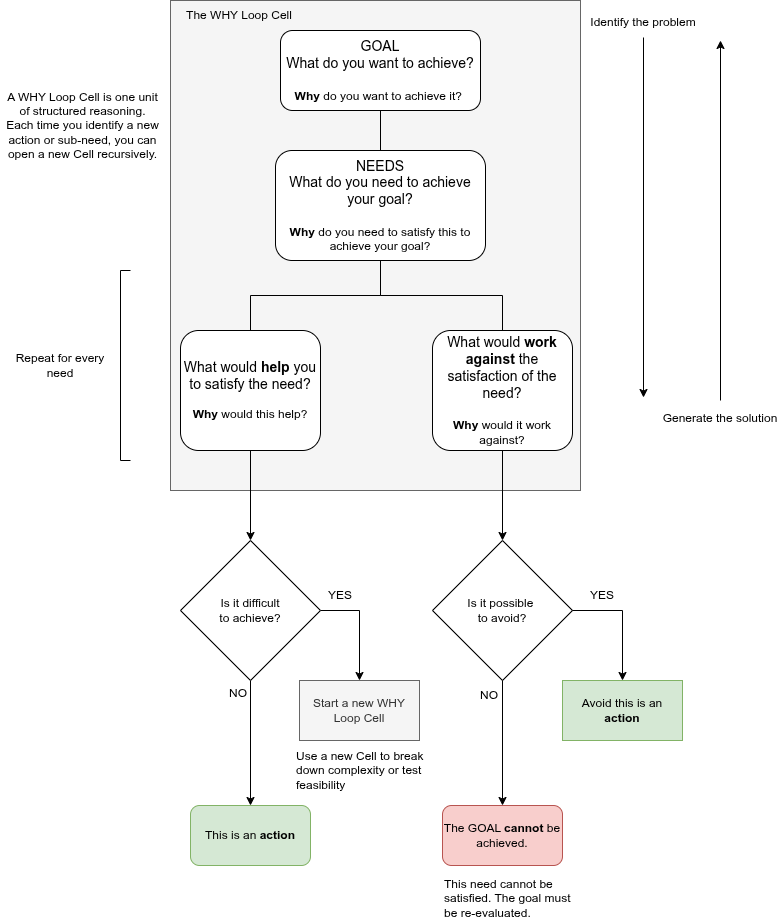 The WHY Loop Cell
Identify the problem
GOAL
What do you want to achieve?
Why do you want to achieve it?
A WHY Loop Cell is one unit
of structured reasoning.
Each time you identify a new
action or sub-need, you can
open a new Cell recursively.
NEEDS
What do you need to achieve
your goal?
Why do you need to satisfy this to
achieve your goal?
Repeat for every
need
What would help you
to satisfy the need?
Why would this help?
What would work
against the
satisfaction of the
need?
Why would it work
against?
Generate the solution
Is it difficult
to achieve?
YES
NO
Is it possible
to avoid?
YES
NO
Start a new WHY
Loop Cell
Use a new Cell to break
down complexity or test
feasibility
Avoid this is an
action
This is an action
The GOAL cannot be
achieved.
This need cannot be
satisfied. The goal must
be re-evaluated.